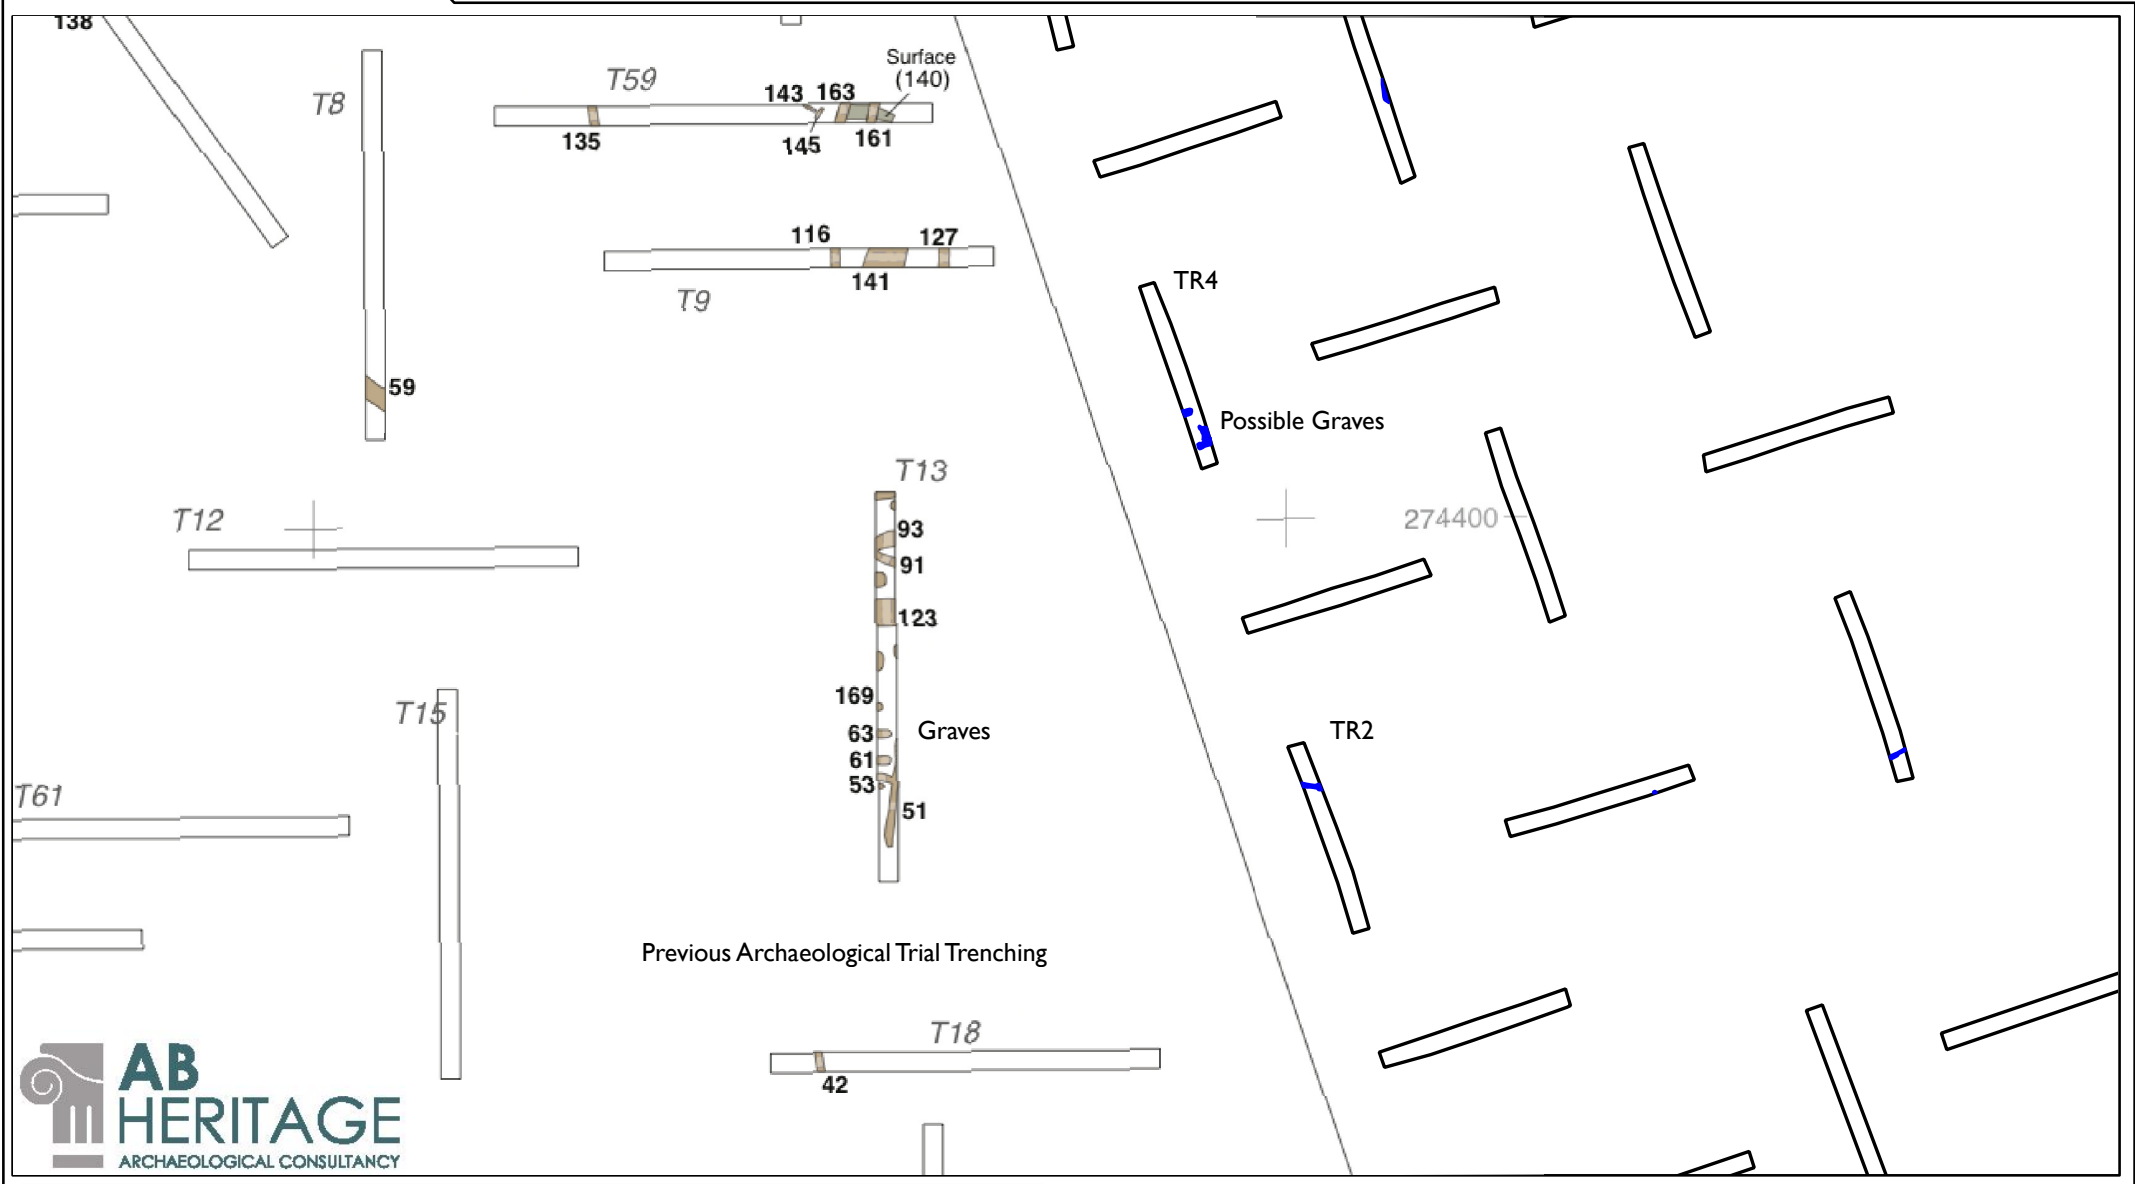 138
T8
T59
Surface
(140)
143 163
135
145
161
116
127
141
T9
59
TR4
Possible Graves
T13
T12
93
274400
91
123
T15
169
63
Graves
TR2
61
53
T61
51
Previous Archaeological Trial Trenching
T18
42
AB
HERITAGE
ARCHAEOLOGICAL CONSULTANCY